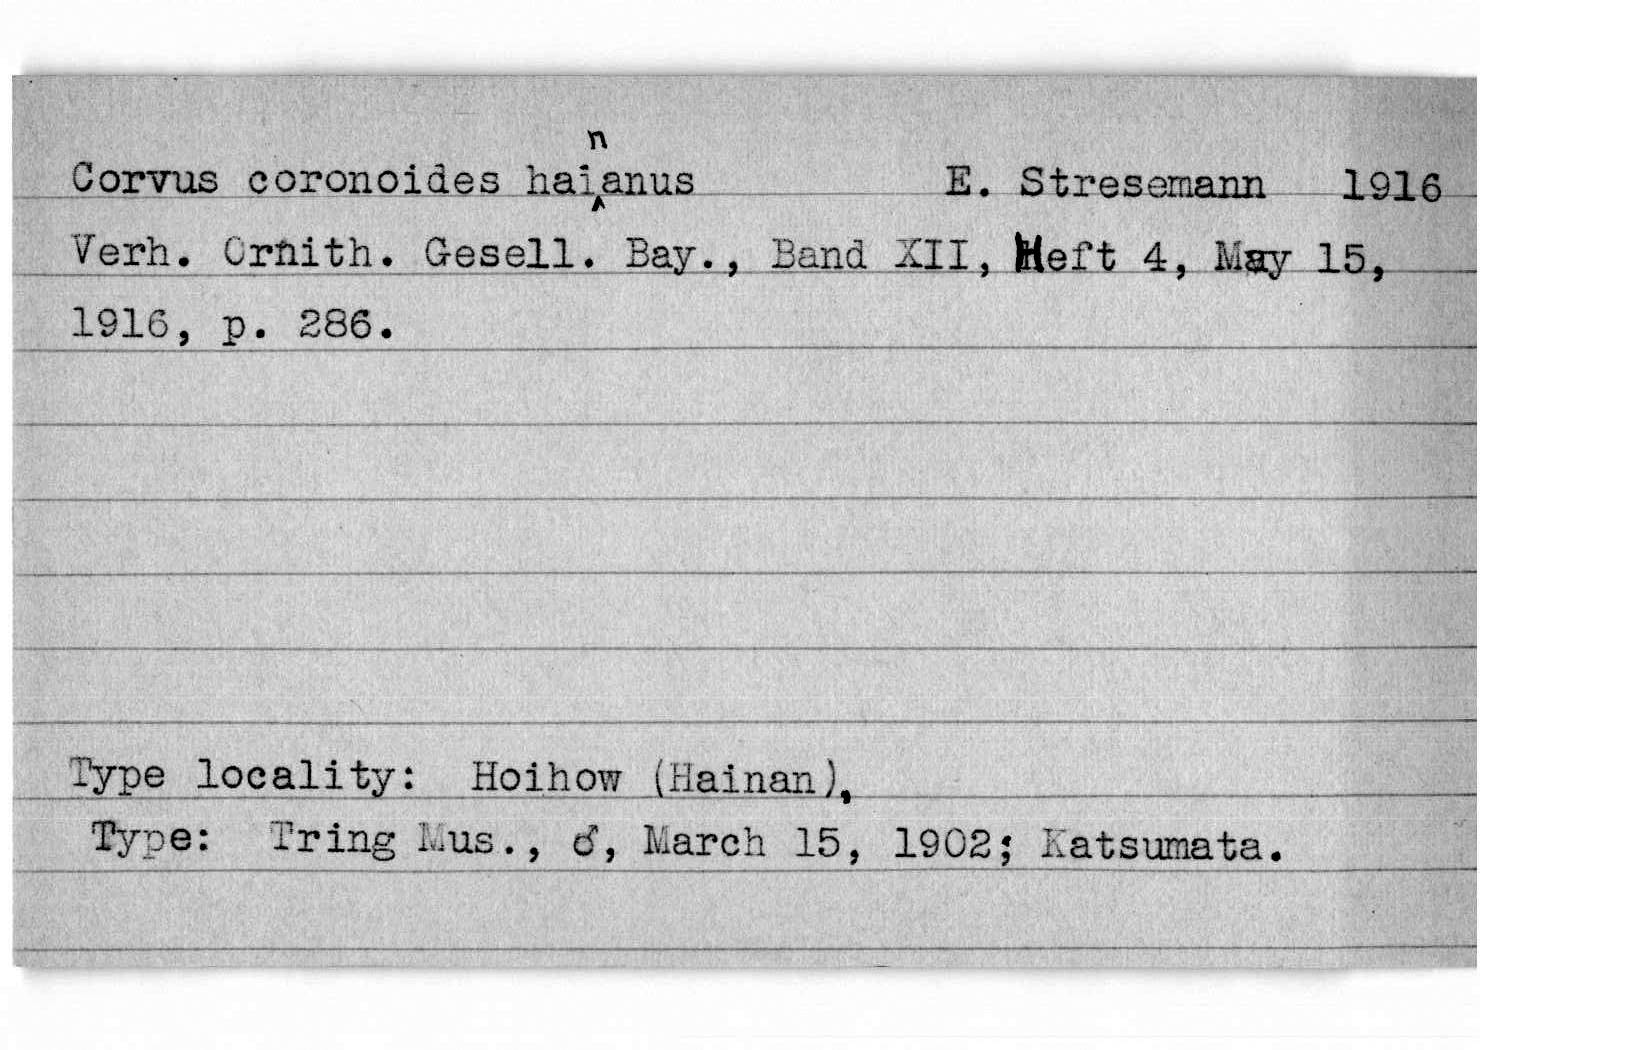 Corvus coronoides hainanus E. Stresemann 1916
Verh. Ornith. Gesell. Bay., Band XII, Heft 4, May 15,
1916, p. 286.
Type locality: Hoihow (Hainan),
Type: Tring Mus., ♂, March 15, 1902; Katsumata.